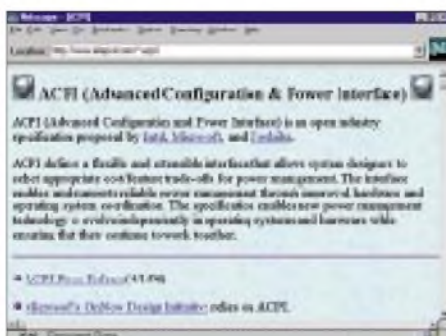 Netscape - [ACPI]
Location:
ACPI (Advanced Configuration & Power Interface)
ACPI (Advanced Configuration and Power Interface) is an open industry
specification proposed by Intel, Microsoft, and Toshiba.
ACPI defines a flexible and extensible interface that allows system designers to
select appropriate cost/feature trade-offs for power management. The interface
enables and supports reliable power management through improved hardware and
operating system coordination. The specification enables new power management
technology to evolve independently in operating systems and hardware while
ensuring that they continue to work together.
ACPI Press Release
Microsoft's OnNow Design Initiative relies on ACPI.